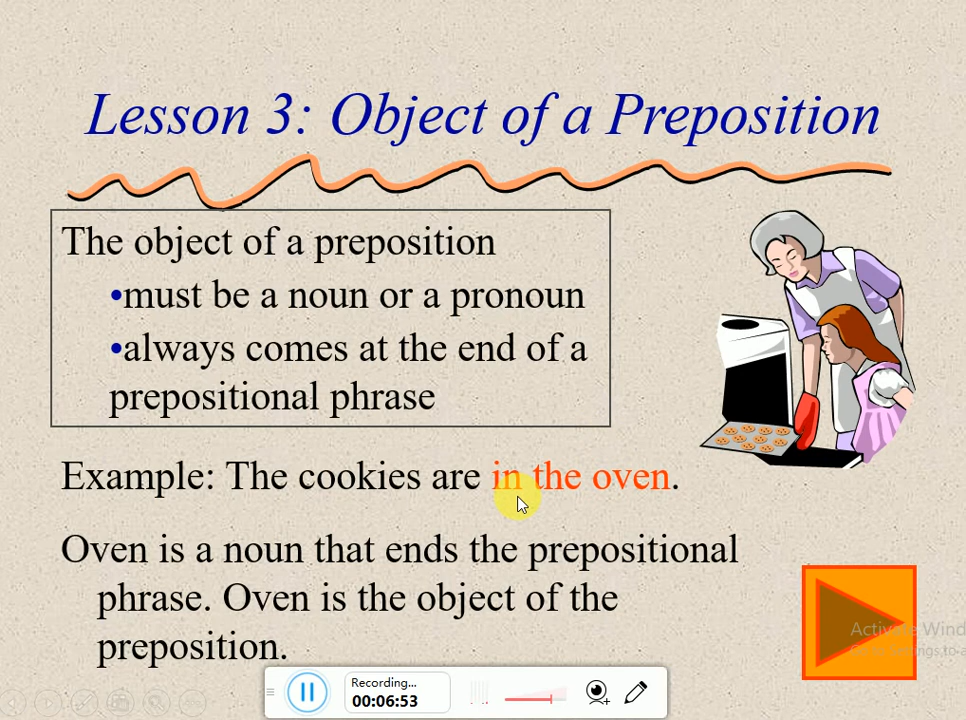 Lesson 3: Object of a Preposition
The object of a preposition
•must be a noun or a pronoun
•always comes at the end of a
prepositional phrase
Example: The cookies are in the oven.
Oven is a noun that ends the prepositional
phrase. Oven is the object of the
preposition.
Recording...
00:06:53